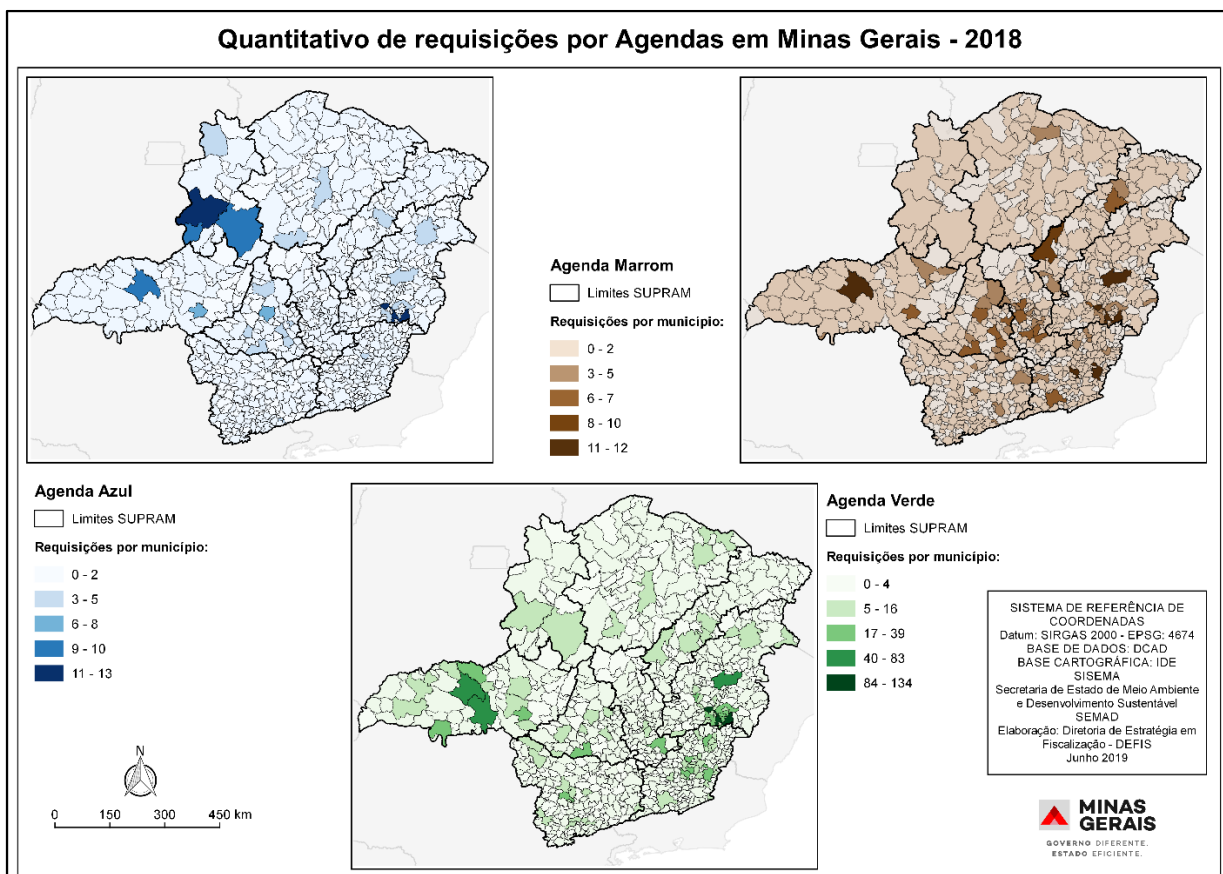 Quantitativo de requisições por Agendas em Minas Gerais - 2018
Agenda Marrom
Limites SUPRAM
Requisições por município:
0 - 2
3 - 5
6 - 7
8 - 10
11 - 12
Agenda Azul
Limites SUPRAM
Requisições por município:
0 - 2
3 - 5
6 - 8
9 - 10
11 - 13
N
0 150 300 450 km
Agenda Verde
Limites SUPRAM
Requisições por município:
0 - 4
5 - 16
17 - 39
40 - 83
84 - 134
SISTEMA DE REFERÊNCIA DE
COORDENADAS
Datum: SIRGAS 2000 - EPSG: 4674
BASE DE DADOS: DCAD
BASE CARTOGRÁFICA: IDE
SISEMA
Secretaria de Estado de Meio Ambiente
e Desenvolvimento Sustentável
SEMAD
Elaboração: Diretoria de Estratégia em
Fiscalização - DEFIS
Junho 2019
MINAS
GERAIS
GOVERNO DIFERENTE.
ESTADO EFICIENTE.